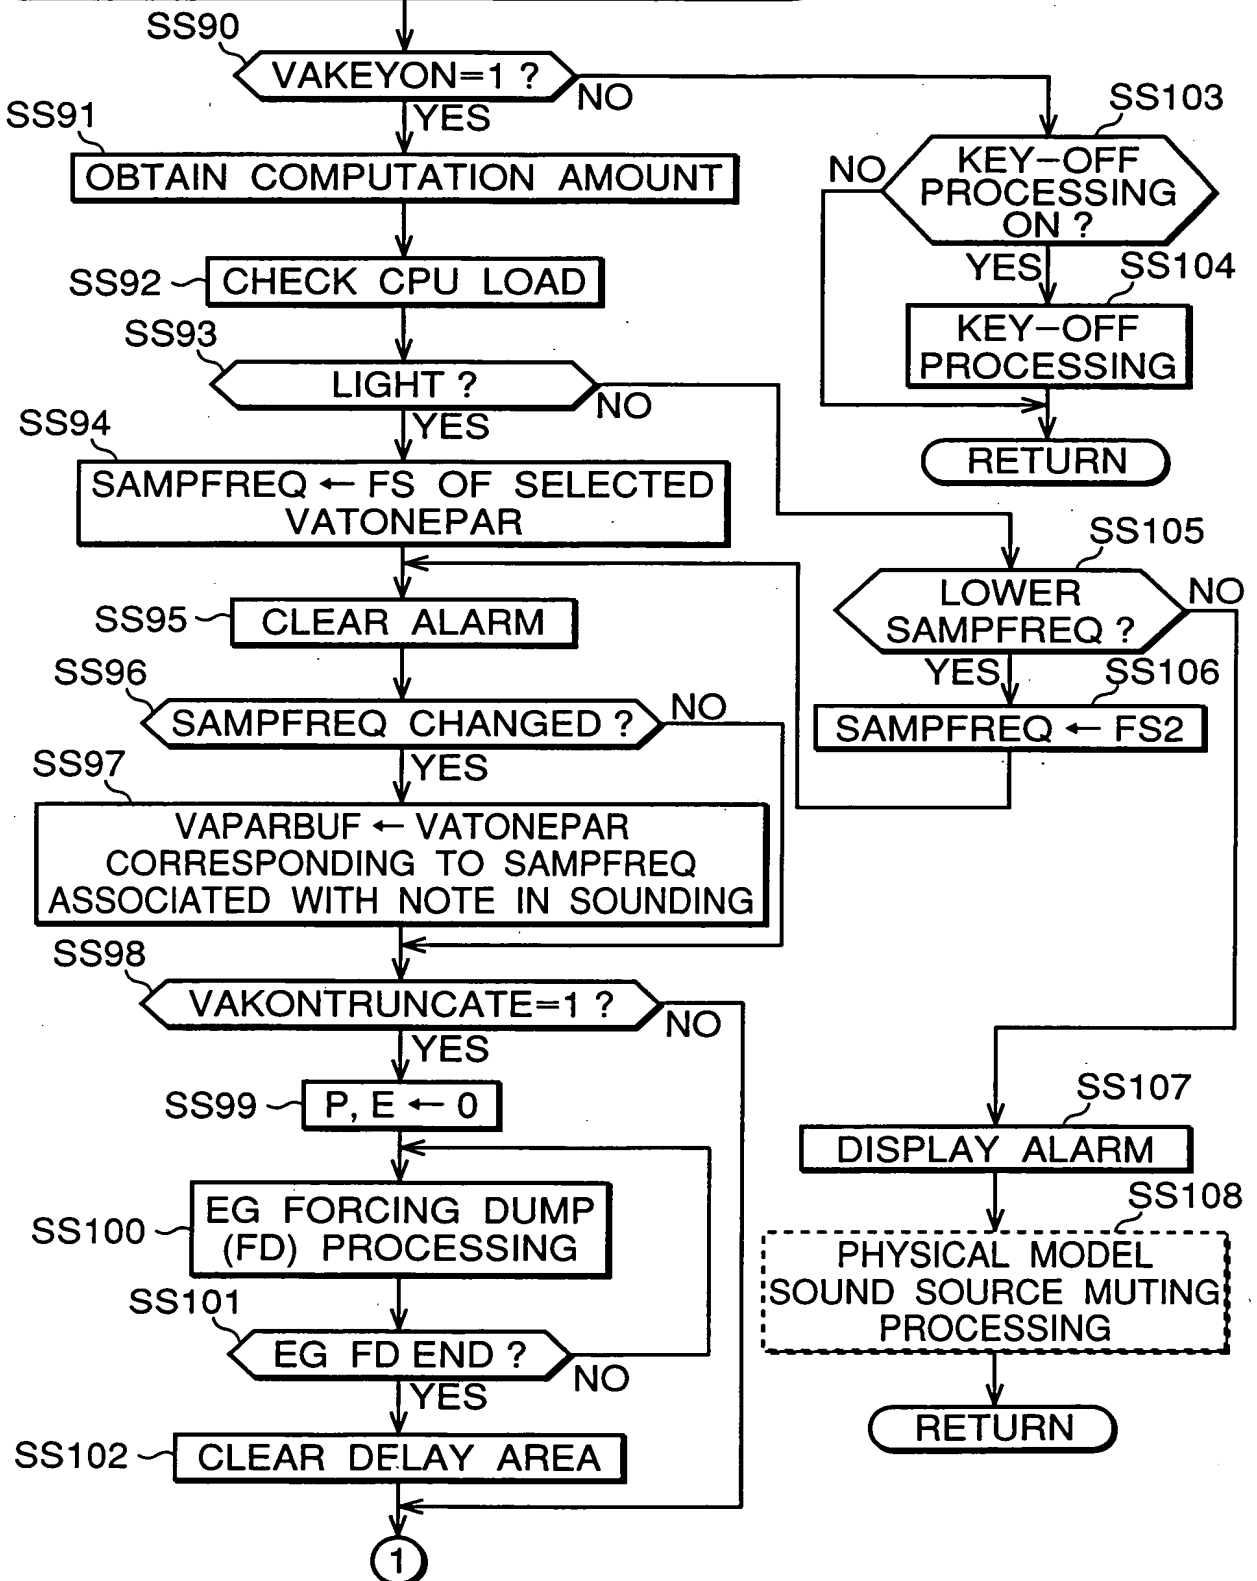 SS90
VAKEYON=1 ?
NO
YES
SS91
OBTAIN COMPUTATION AMOUNT
SS92
CHECK CPU LOAD
SS93
LIGHT ?
NO
YES
SS94
SAMPFREQ ← FS OF SELECTED
VATONEPAR
SS95
CLEAR ALARM
SS96
SAMPFREQ CHANGED ?
NO
YES
SS97
VAPARBUF ← VATONEPAR
CORRESPONDING TO SAMPFREQ
ASSOCIATED WITH NOTE IN SOUNDING
SS98
VAKONTRUNCATE=1 ?
NO
YES
SS99
P, E ← 0
SS100
EG FORCING DUMP
(FD) PROCESSING
SS101
EG FD END ?
NO
YES
SS102
CLEAR DELAY AREA
1
SS103
KEY-OFF
PROCESSING
ON ?
NO
YES
SS104
KEY-OFF
PROCESSING
RETURN
SS105
LOWER
SAMPFREQ ?
NO
YES
SS106
SAMPFREQ ← FS2
SS107
DISPLAY ALARM
SS108
PHYSICAL MODEL
SOUND SOURCE MUTING
PROCESSING
RETURN